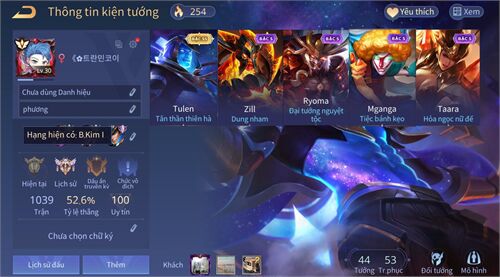 Thông tin kiện tướng
254
Yêu thích
Xem
트란민코이
Lv.30
Chưa dùng Danh hiệu
phương
Hạng hiện có: B.Kim I
Hiện tại
Lịch sử
Dấu ấn truyền kỳ
Chức vô địch
1039
52.6%
100
Trận
Tỷ lệ thắng
Uy tín
Chưa chọn chữ ký
Lịch sử đấu
Thêm
BẬC S5
Tulen
Tân thần thiên hà
BẬC 5
Zill
Dung nham
BẬC 5
Ryoma
Đại tướng nguyệt
tộc
BẬC 5
Mganga
Tiệc bánh kẹo
BẬC 5
Taara
Hỏa ngọc nữ đế
Khách
44
Tướng
53
Tr.phục
Đổi tướng
Mô hình